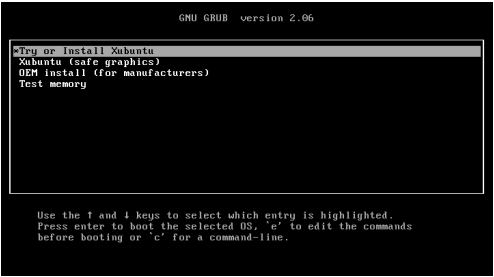 GNU GRUB version 2.06
*Try or Install Xubuntu
Xubuntu (safe graphics)
OEM install (for manufacturers)
Test memory
Use the ↑ and ↓ keys to select which entry is highlighted.
Press enter to boot the selected OS, `e' to edit the commands
before booting or `c' for a command-line.